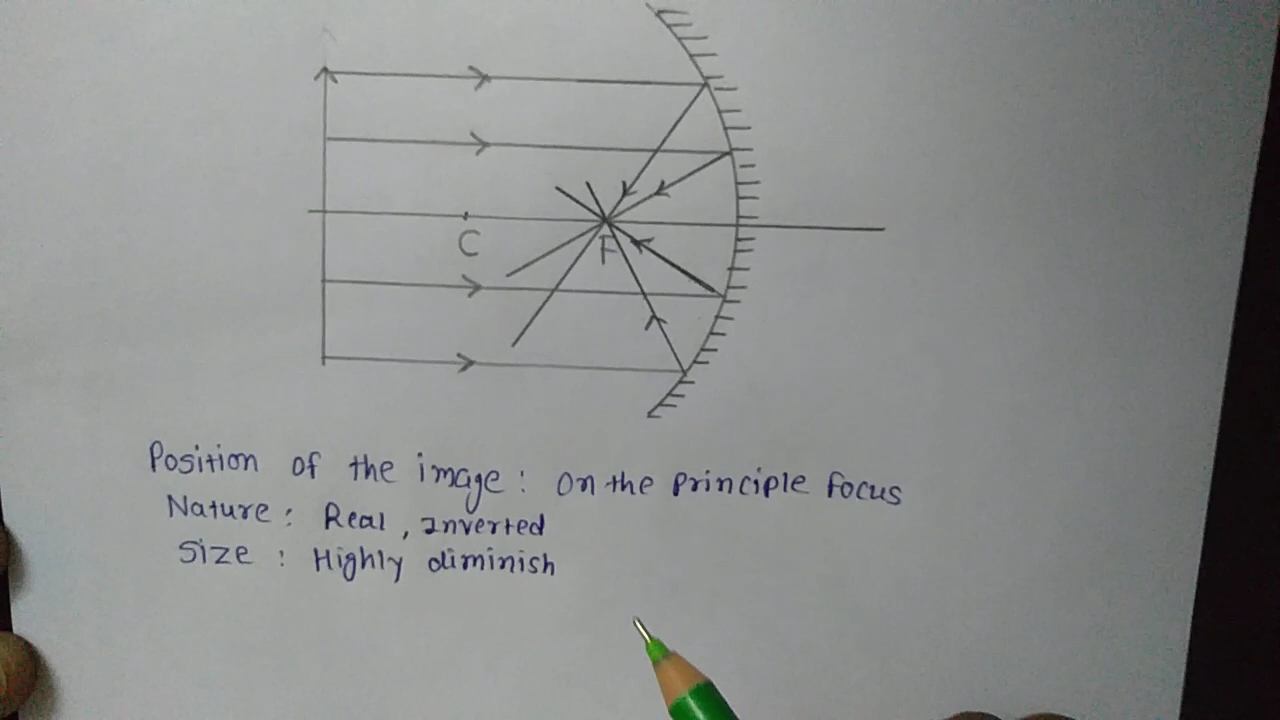 C
F
Position of the image : On the principle focus
Nature : Real , Inverted
Size : Highly diminish